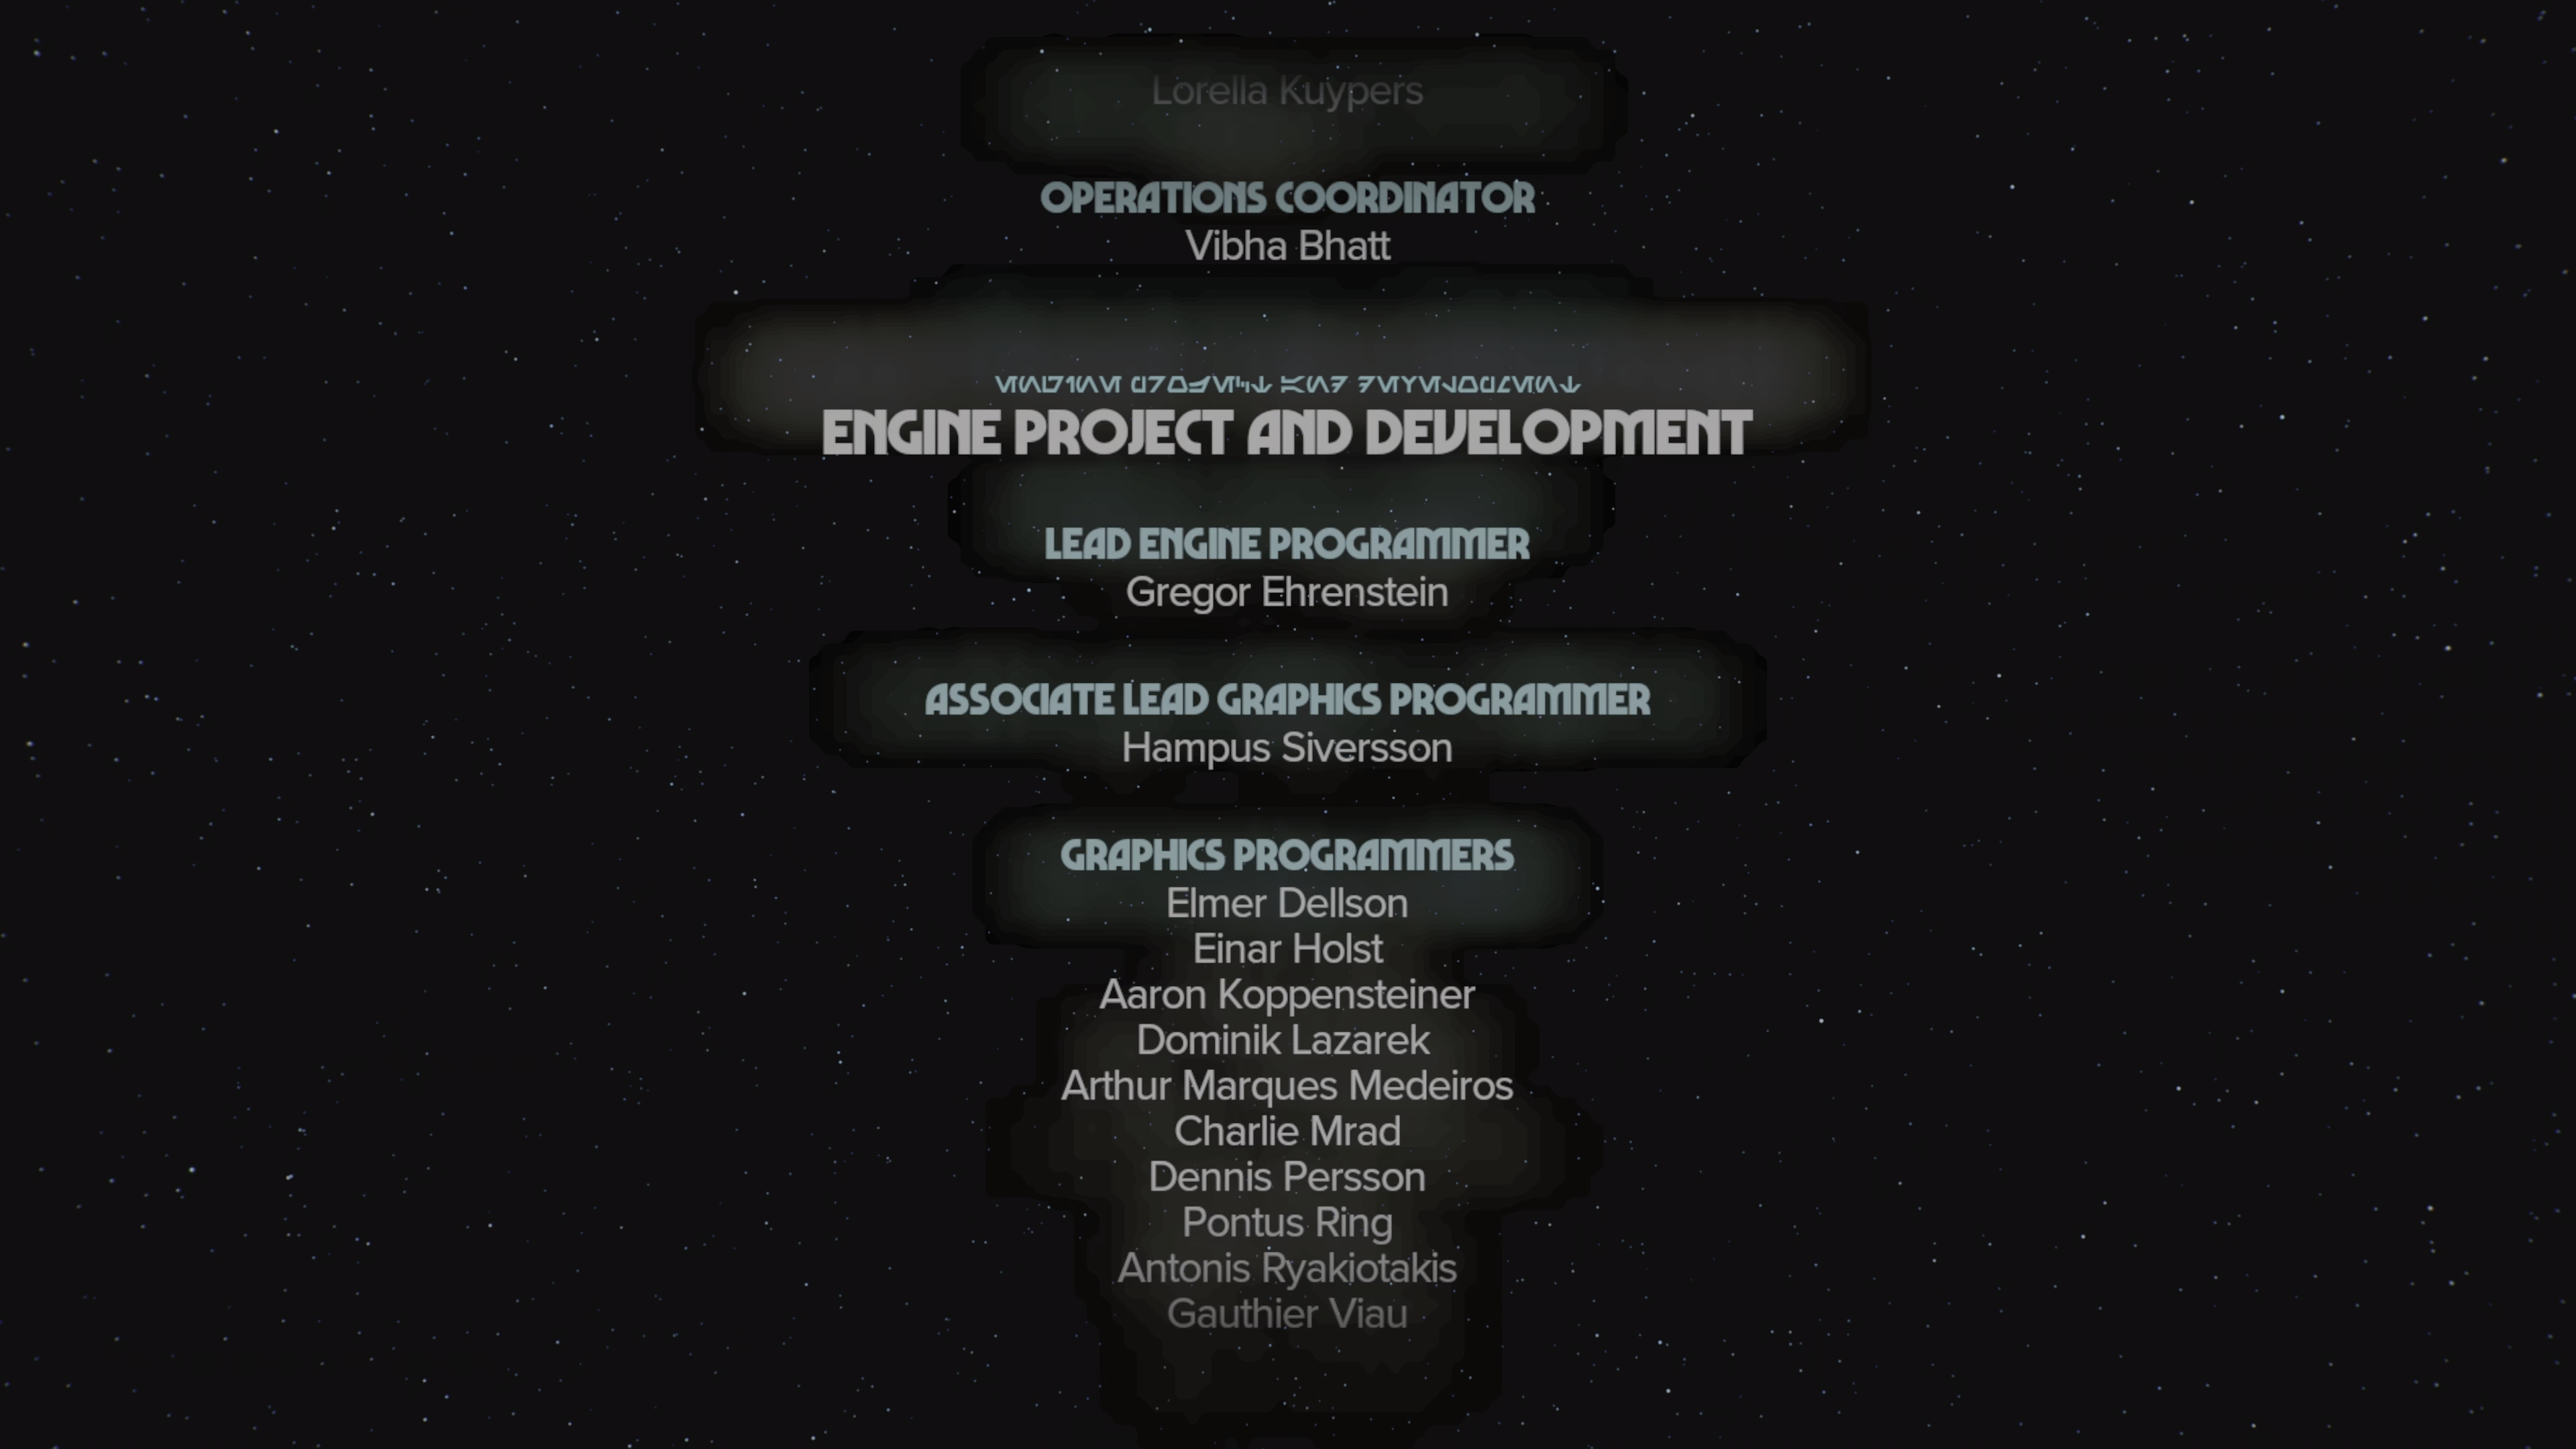 Lorella Kuypers
OPERATIONS COORDINATOR
Vibha Bhatt
ENGINE PROJECT AND DEVELOPMENT
LEAD ENGINE PROGRAMMER
Gregor Ehrenstein
ASSOCIATE LEAD GRAPHICS PROGRAMMER
Hampus Siversson
GRAPHICS PROGRAMMERS
Elmer Dellson
Einar Holst
Aaron Koppensteiner
Dominik Lazarek
Arthur Marques Medeiros
Charlie Mrad
Dennis Persson
Pontus Ring
Antonis Ryakiotakis
Gauthier Viau